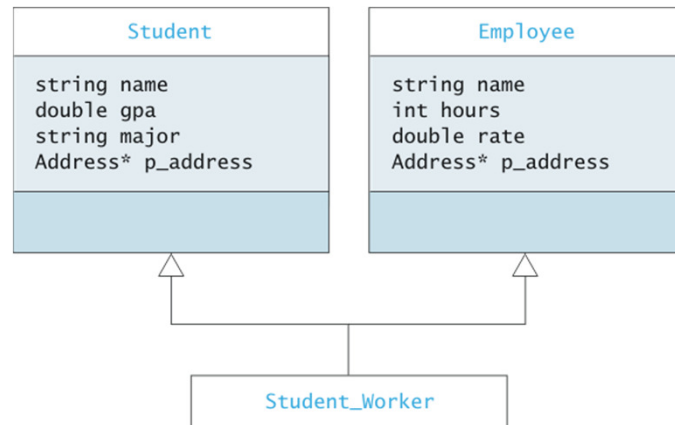 Student
string name
double gpa
string major
Address* p_address
Employee
string name
int hours
double rate
Address* p_address
Student_Worker